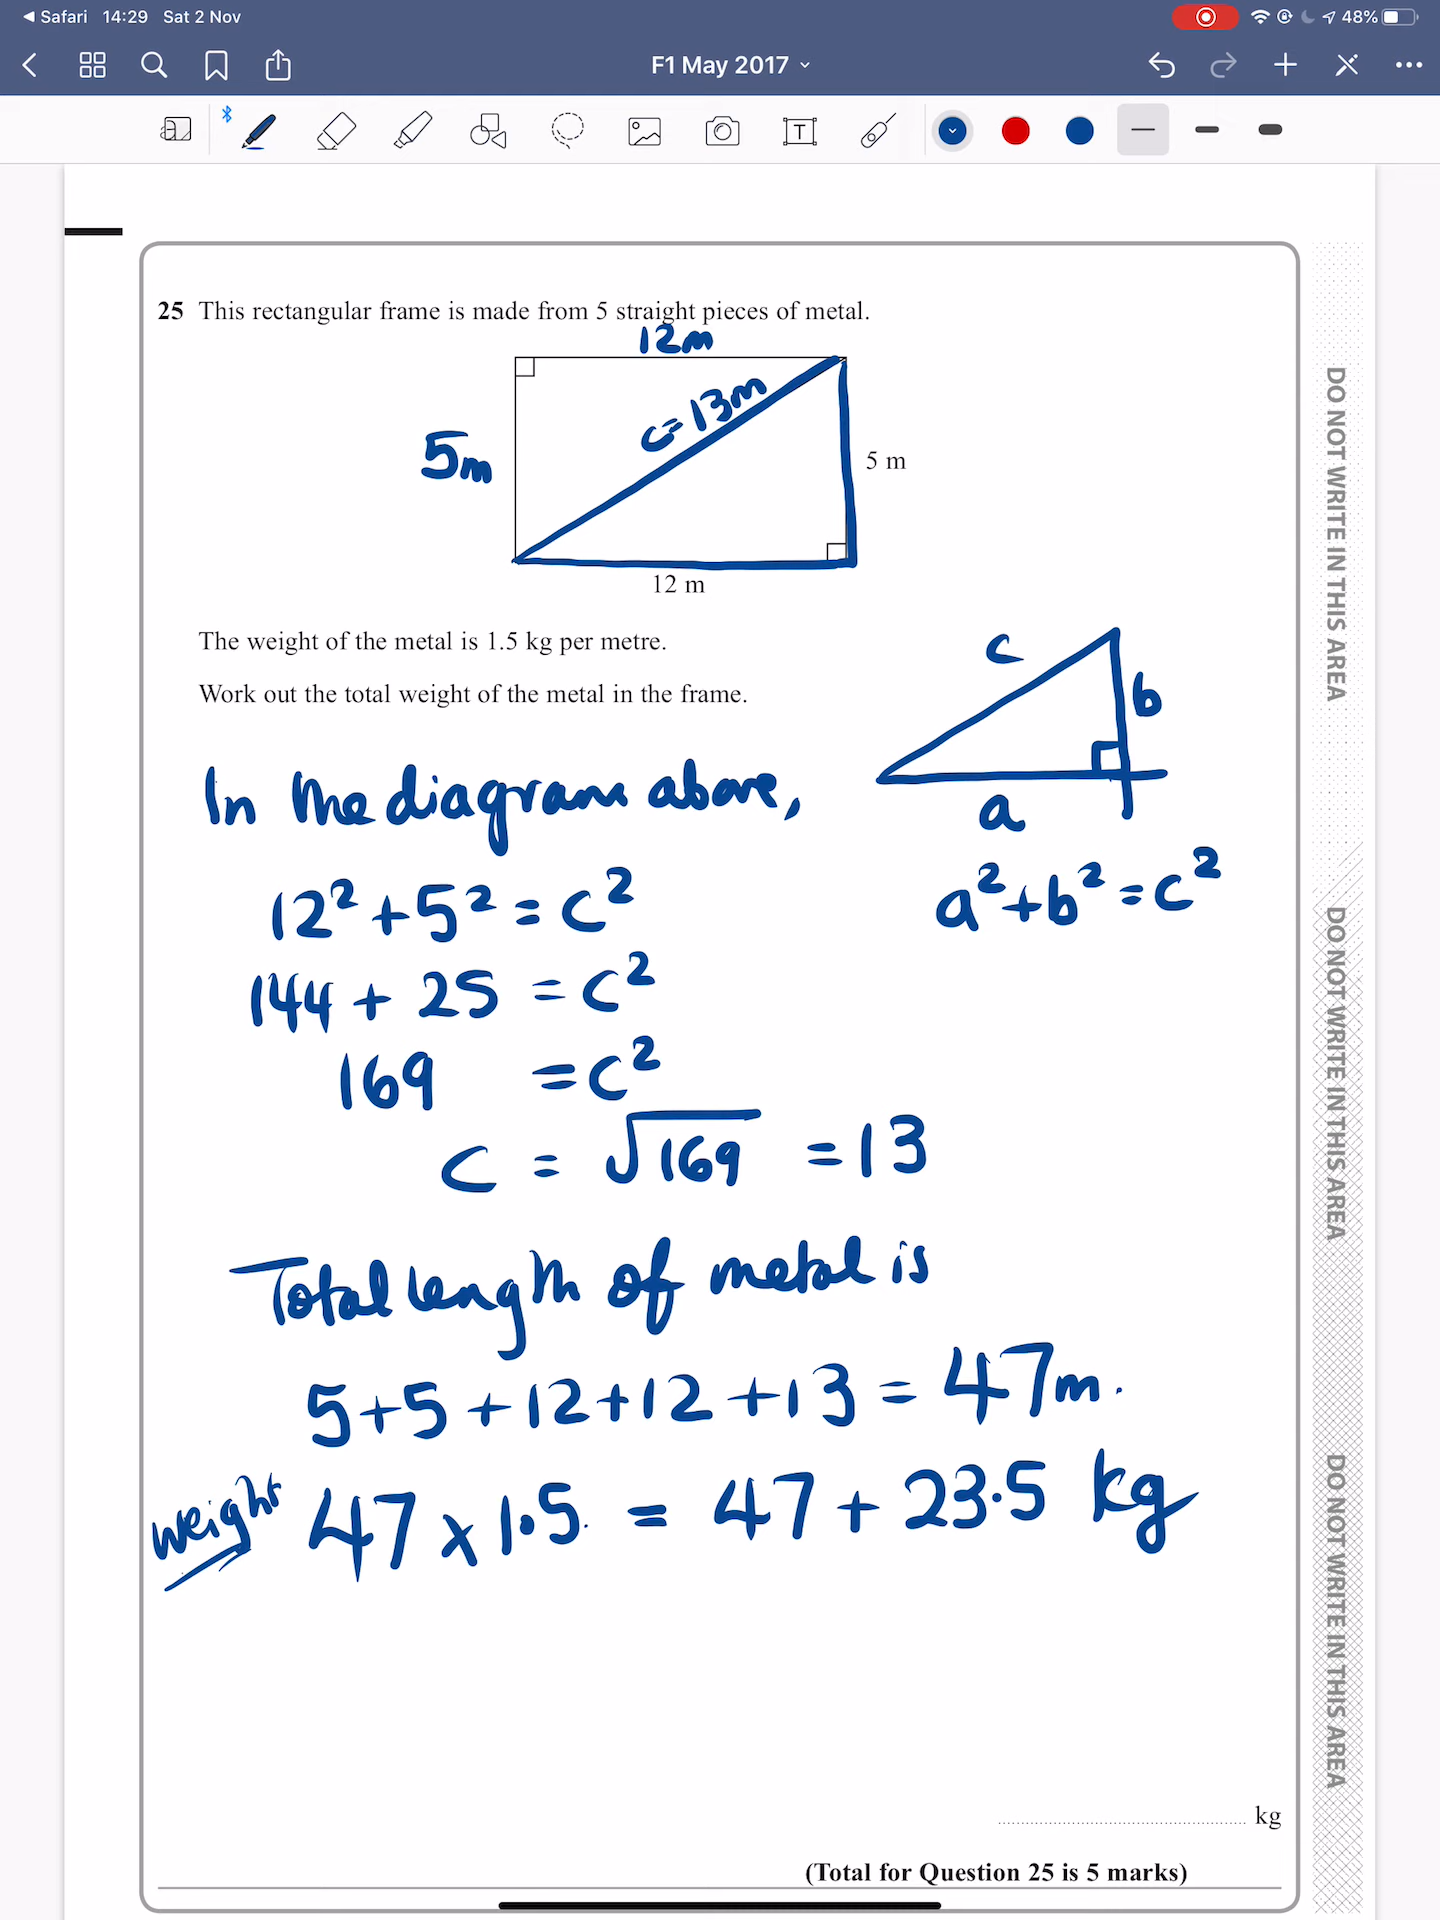 Safari 14:29 Sat 2 Nov 48%
F1 May 2017
25 This rectangular frame is made from 5 straight pieces of metal.
12m
c=13m
5m
5 m
12 m
The weight of the metal is 1.5 kg per metre.
Work out the total weight of the metal in the frame.
c
b
a
a²+b²=c²
In the diagram above,
12²+5²=c²
144+25=c²
169=c²
c=√169=13
Total length of metal is
5+5+12+12+13=47m.
weight 47×1·5=47+23·5 kg
kg
(Total for Question 25 is 5 marks)
DO NOT WRITE IN THIS AREA
DO NOT WRITE IN THIS AREA
DO NOT WRITE IN THIS AREA